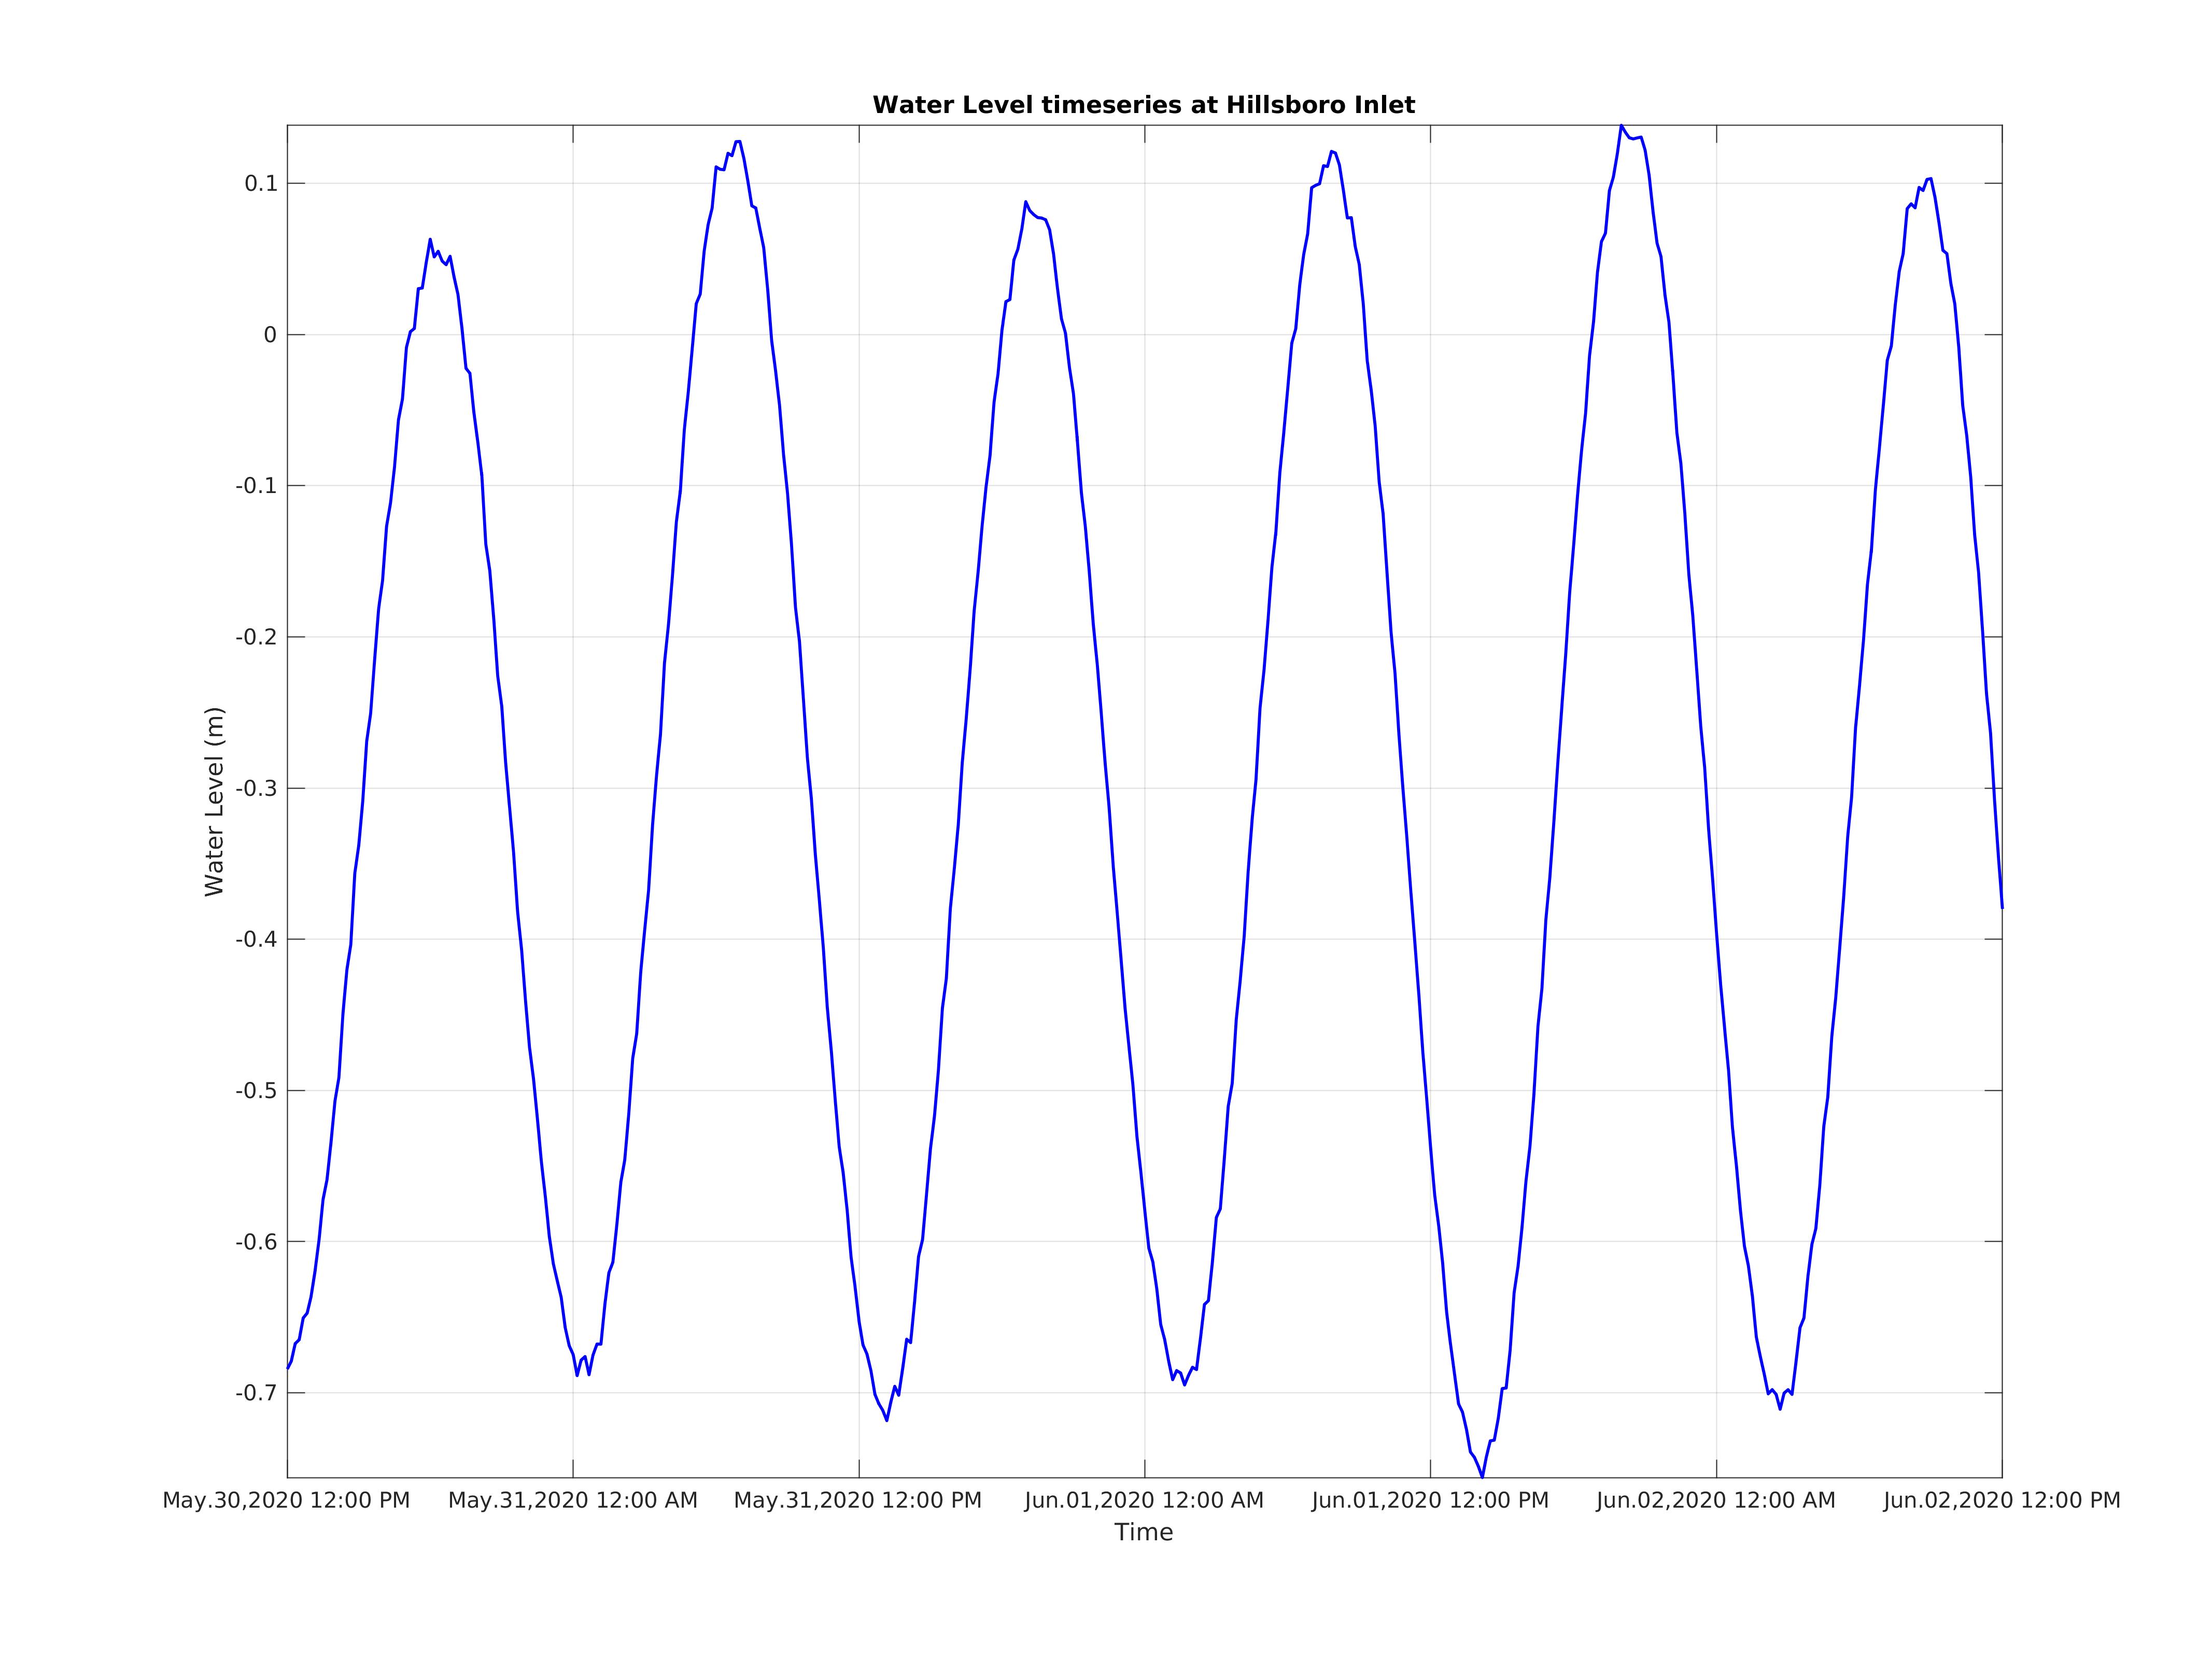 Water Level timeseries at Hillsboro Inlet
0.1
0
-0.1
-0.2
-0.3
-0.4
-0.5
-0.6
-0.7
Water Level (m)
May.30,2020 12:00 PM
May.31,2020 12:00 AM
May.31,2020 12:00 PM
Jun.01,2020 12:00 AM
Jun.01,2020 12:00 PM
Jun.02,2020 12:00 AM
Jun.02,2020 12:00 PM
Time